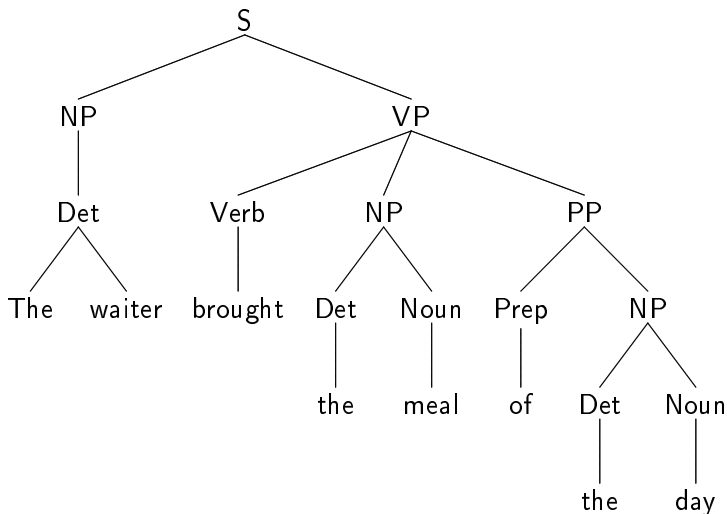 S
NP VP
Det Verb NP PP
The waiter brought Det Noun Prep NP
the meal of Det Noun
the day